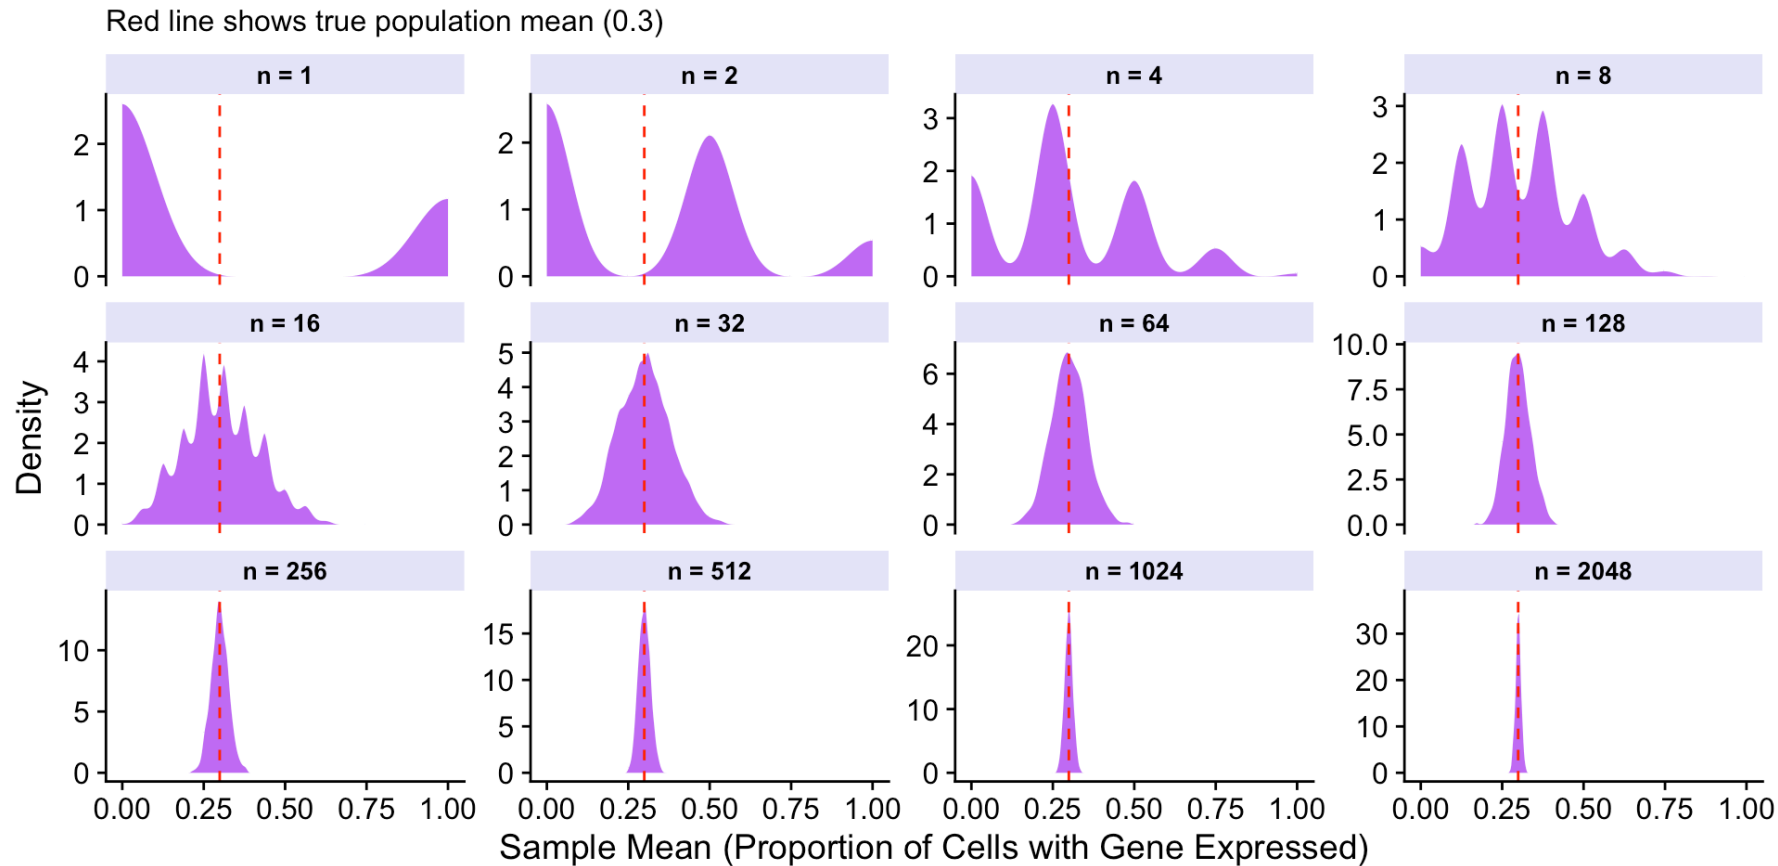 Red line shows true population mean (0.3)
n = 1
n = 2
n = 4
n = 8
2
1
0
2
1
0
3
2
1
0
3
2
1
0
n = 16
n = 32
n = 64
n = 128
4
3
2
1
0
5
4
3
2
1
0
6
4
2
0
10.0
7.5
5.0
2.5
0.0
n = 256
n = 512
n = 1024
n = 2048
10
5
0
15
10
5
0
20
10
0
30
20
10
0
0.00 0.25 0.50 0.75 1.00
0.00 0.25 0.50 0.75 1.00
0.00 0.25 0.50 0.75 1.00
0.00 0.25 0.50 0.75 1.00
Density
Sample Mean (Proportion of Cells with Gene Expressed)